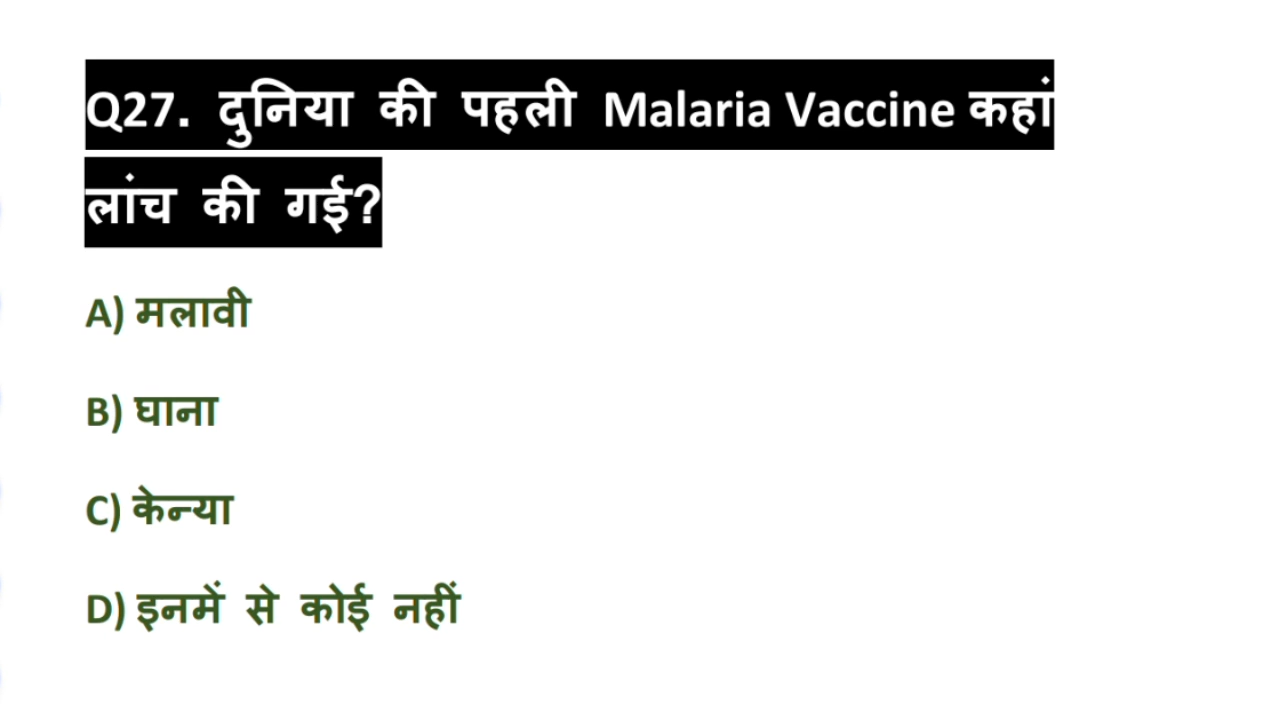 Q27. दुनिया की पहली Malaria Vaccine कहां
लांच की गई?
A) मलावी
B) घाना
C) केन्या
D) इनमें से कोई नहीं